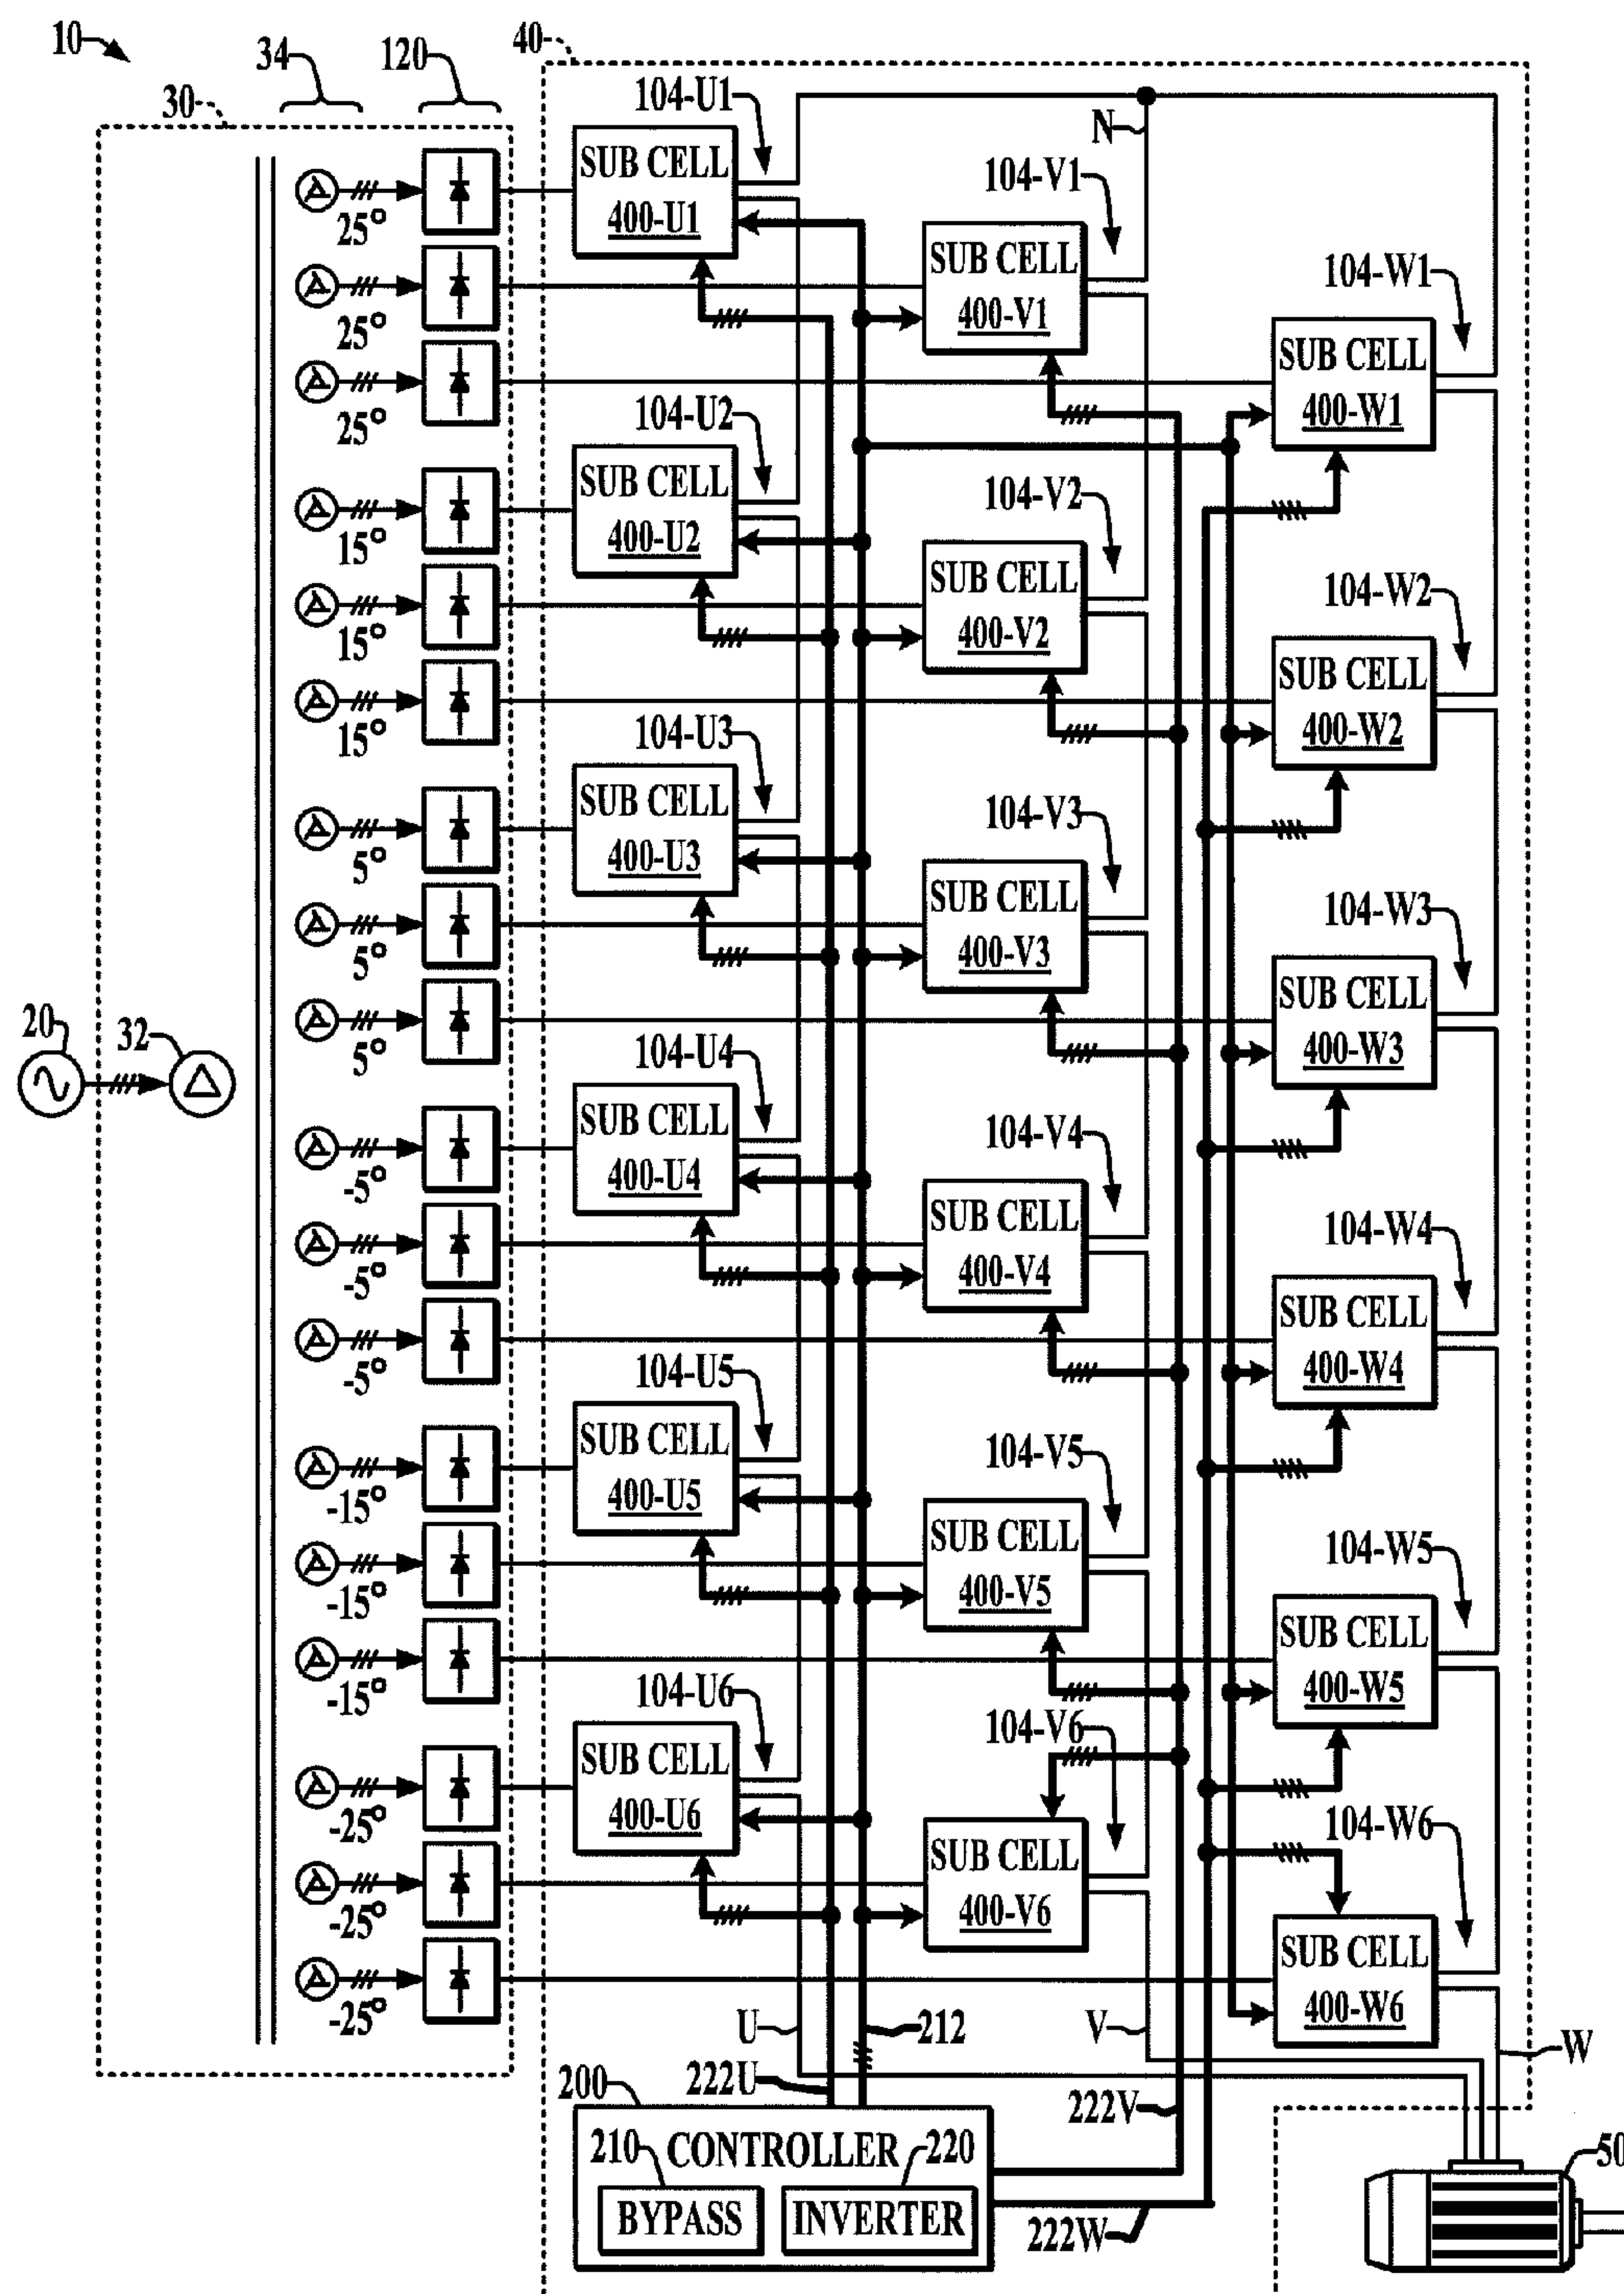 10
34
120
40
30
104-U1
N
SUB CELL
400-U1
25°
104-V1
SUB CELL
400-V1
25°
104-W1
SUB CELL
400-W1
25°
104-U2
SUB CELL
400-U2
15°
104-V2
SUB CELL
400-V2
15°
104-W2
SUB CELL
400-W2
15°
104-U3
SUB CELL
400-U3
5°
104-V3
SUB CELL
400-V3
5°
104-W3
SUB CELL
400-W3
5°
20
32
104-U4
SUB CELL
400-U4
-5°
104-V4
SUB CELL
400-V4
-5°
104-W4
SUB CELL
400-W4
-5°
104-U5
SUB CELL
400-U5
-15°
104-V5
SUB CELL
400-V5
-15°
104-W5
SUB CELL
400-W5
-15°
104-U6
SUB CELL
400-U6
-25°
104-V6
SUB CELL
400-V6
-25°
104-W6
SUB CELL
400-W6
-25°
U
212
V
W
222U
200
222V
210
CONTROLLER
220
50
BYPASS
INVERTER
222W